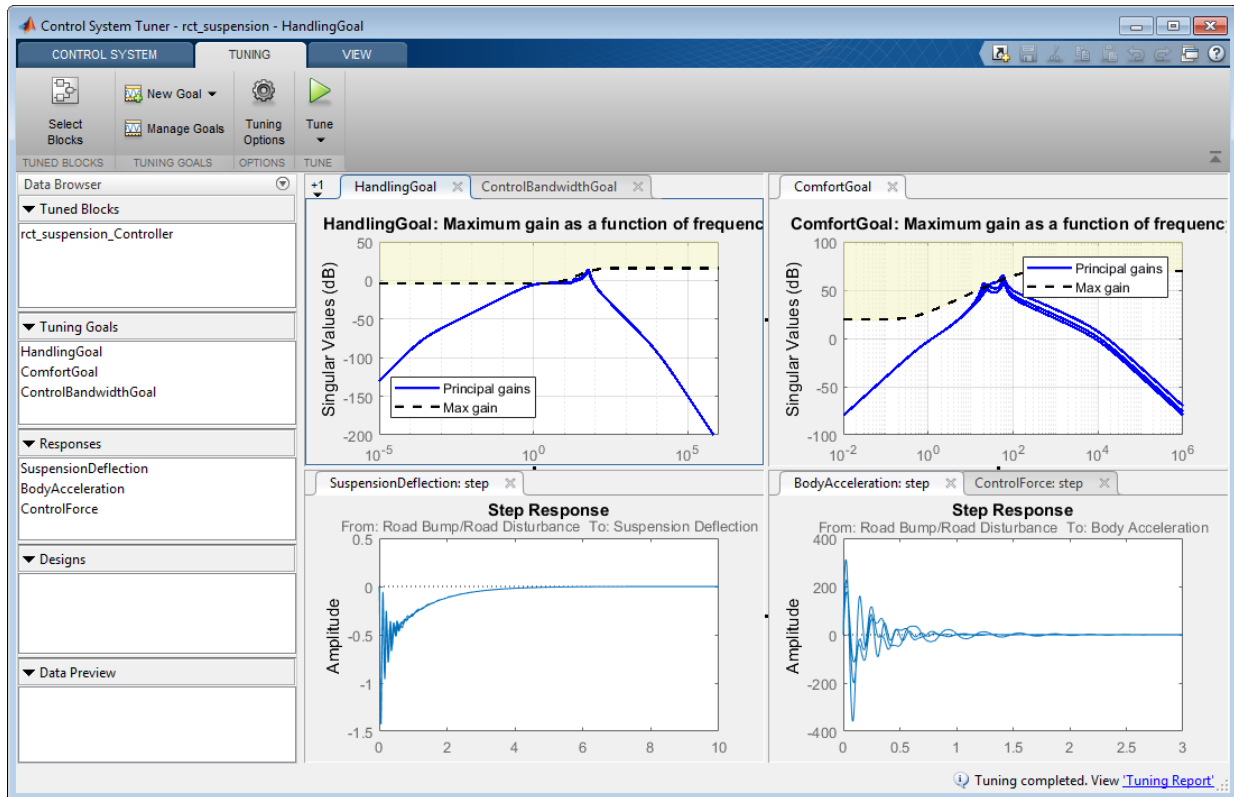 Control System Tuner - rct_suspension - HandlingGoal
CONTROL SYSTEM TUNING VIEW
Select Blocks
New Goal
Manage Goals
Tuning Options
Tune
TUNED BLOCKS TUNING GOALS OPTIONS TUNE
Data Browser
Tuned Blocks
rct_suspension_Controller
Tuning Goals
HandlingGoal
ComfortGoal
ControlBandwidthGoal
Responses
SuspensionDeflection
BodyAcceleration
ControlForce
Designs
Data Preview
+1 HandlingGoal ControlBandwidthGoal
HandlingGoal: Maximum gain as a function of frequenc
Singular Values (dB)
50
0
-50
-100
-150
-200
Principal gains
Max gain
10^-5 10^0 10^5
ComfortGoal
ComfortGoal: Maximum gain as a function of frequenc
Singular Values (dB)
100
50
0
-50
-100
Principal gains
Max gain
10^-2 10^0 10^2 10^4 10^6
SuspensionDeflection: step
Step Response
From: Road Bump/Road Disturbance To: Suspension Deflection
Amplitude
0.5
0
-0.5
-1
-1.5
0 2 4 6 8 10
BodyAcceleration: step ControlForce: step
Step Response
From: Road Bump/Road Disturbance To: Body Acceleration
Amplitude
400
200
0
-200
-400
0 0.5 1 1.5 2 2.5 3
Tuning completed. View 'Tuning Report'.